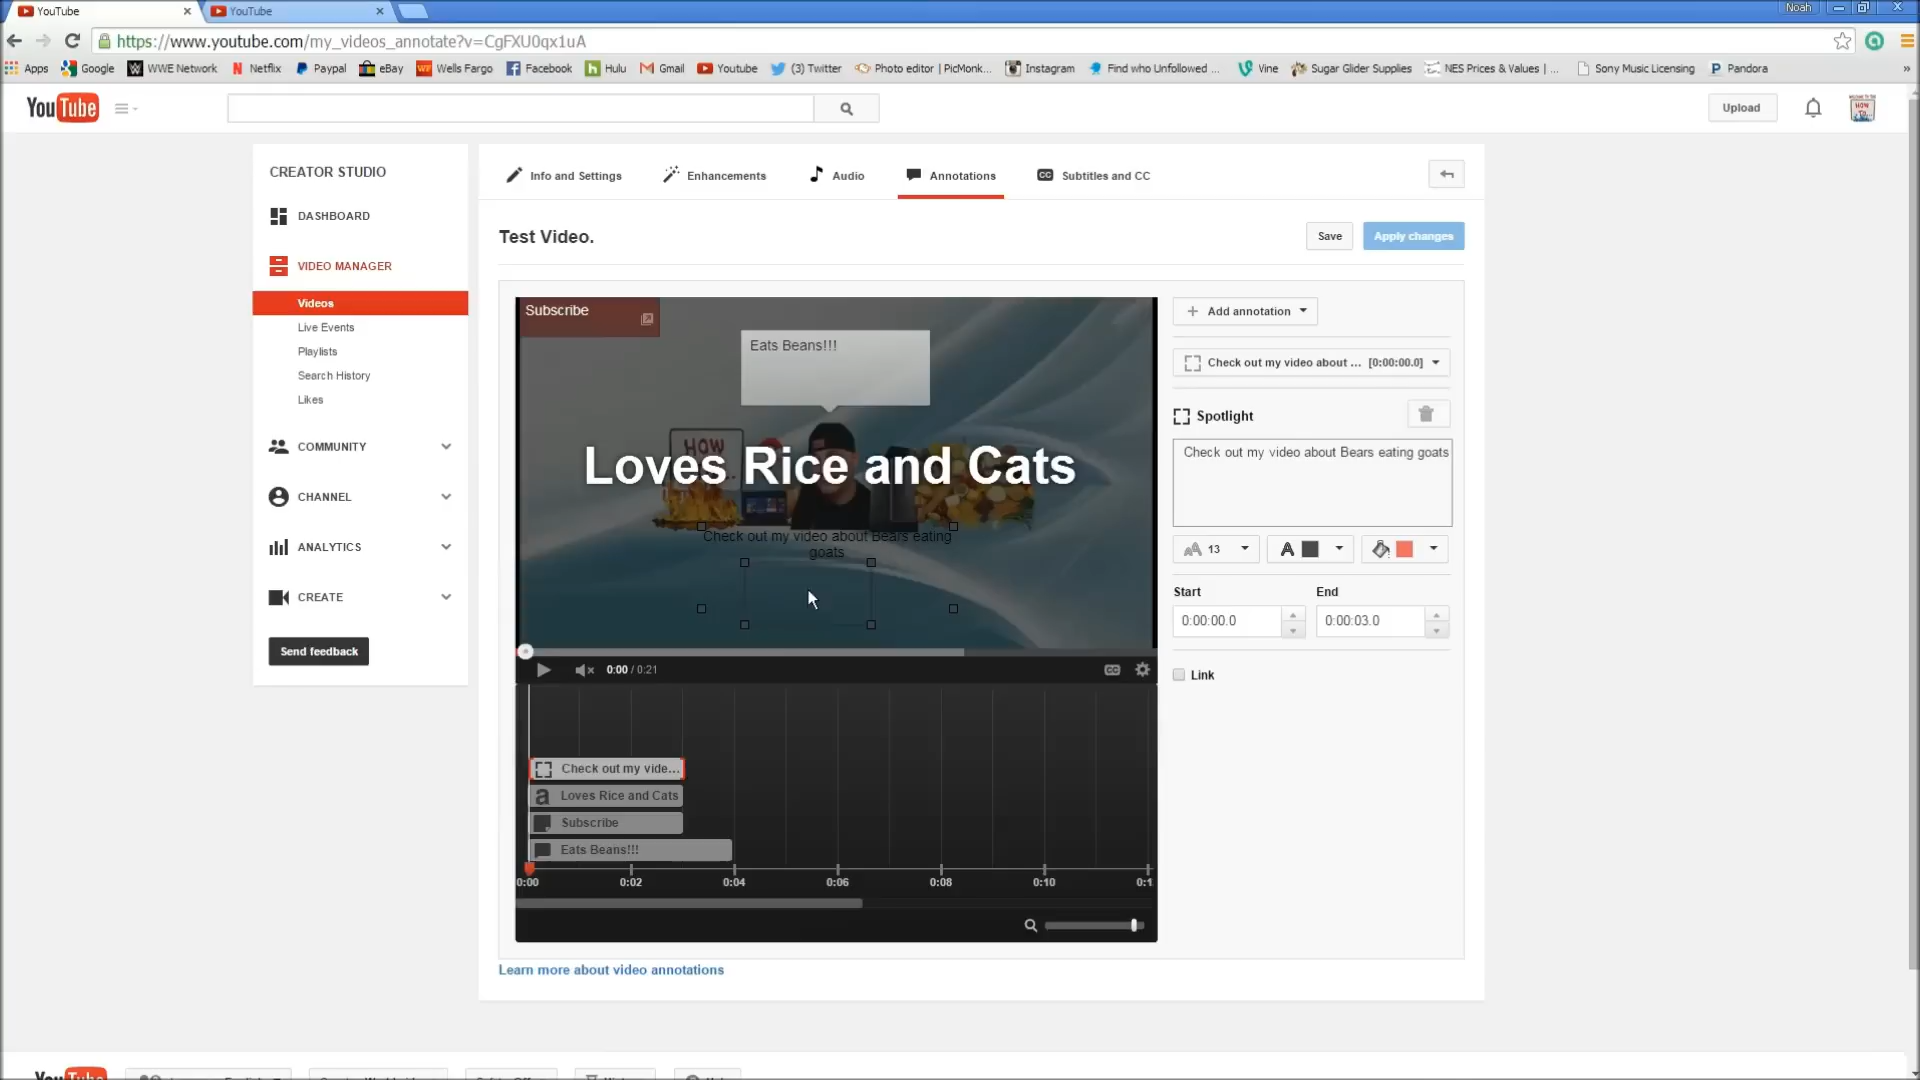 YouTube
YouTube
Noah
https://www.youtube.com/my_videos_annotate?v=CgFXU0qx1uA
Apps Google WWE Network Netflix Paypal eBay Wells Fargo Facebook Hulu Gmail Youtube (3) Twitter Photo editor | PicMonk... Instagram Find who Unfollowed ... Vine Sugar Glider Supplies NES Prices & Values | ... Sony Music Licensing Pandora »
YouTube
Upload
CREATOR STUDIO
DASHBOARD
VIDEO MANAGER
Videos
Live Events
Playlists
Search History
Likes
COMMUNITY
CHANNEL
ANALYTICS
CREATE
Send feedback
Info and Settings Enhancements Audio Annotations CC Subtitles and CC
Test Video.
Save Apply changes
Subscribe
Eats Beans!!!
HOW
Loves Rice and Cats
Check out my video about Bears eating
goats
0:00 / 0:21
CC
Check out my vide...
a Loves Rice and Cats
Subscribe
Eats Beans!!!
0:00 0:02 0:04 0:06 0:08 0:10
Add annotation
Check out my video about ... [0:00:00.0]
Spotlight
Check out my video about Bears eating goats
13 A
Start End
0:00:00.0 0:00:03.0
Link
Learn more about video annotations
YouTube